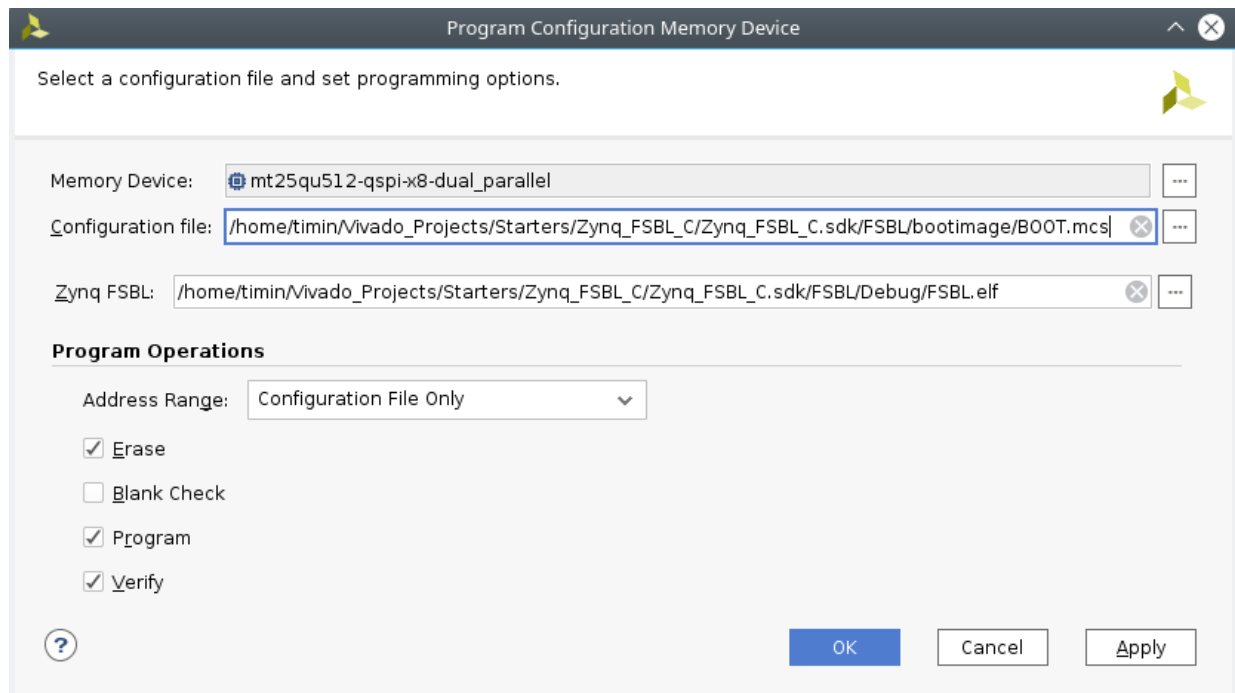 Program Configuration Memory Device
Select a configuration file and set programming options.
Memory Device: mt25qu512-qspi-x8-dual_parallel ...
Configuration file: /home/timin/Vivado_Projects/Starters/Zynq_FSBL_C/Zynq_FSBL_C.sdk/FSBL/bootimage/BOOT.mcs ...
Zynq FSBL: /home/timin/Vivado_Projects/Starters/Zynq_FSBL_C/Zynq_FSBL_C.sdk/FSBL/Debug/FSBL.elf ...
Program Operations
Address Range: Configuration File Only
Erase
Blank Check
Program
Verify
? OK Cancel Apply